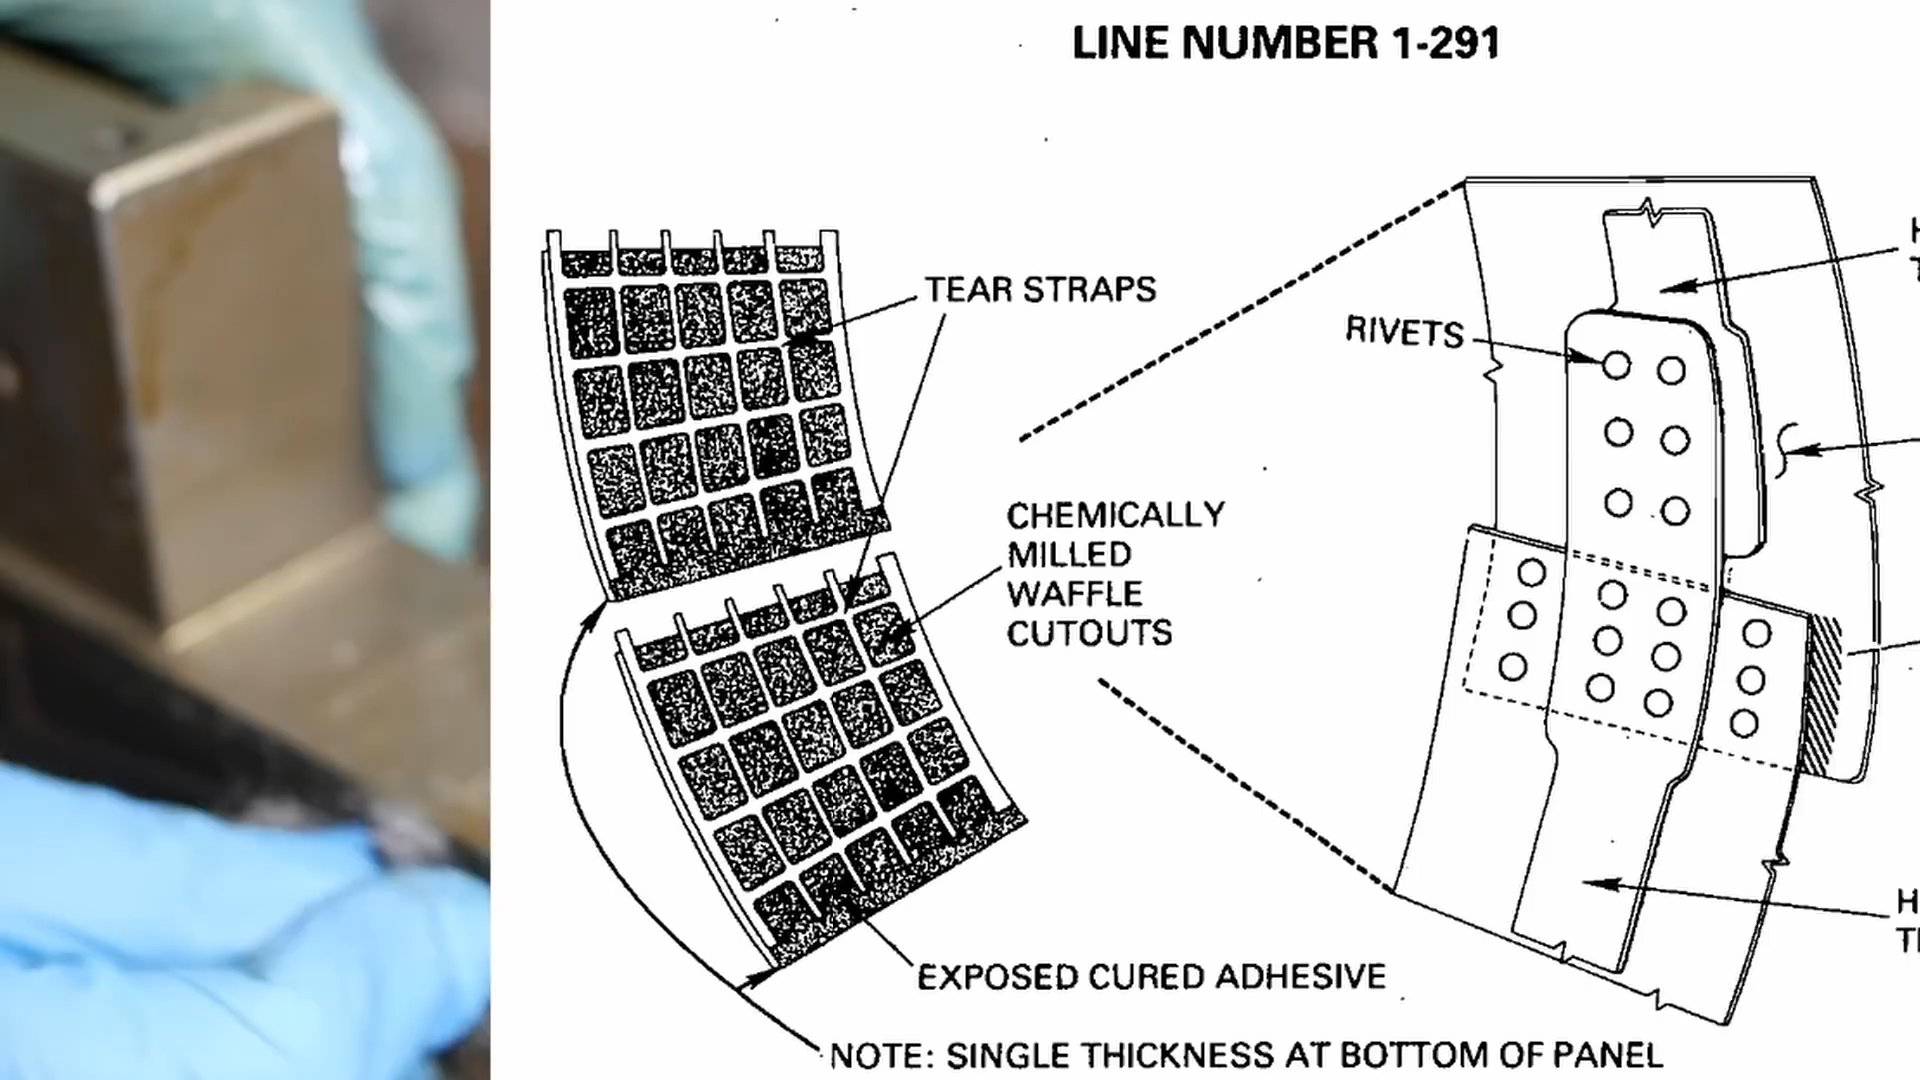 LINE NUMBER 1-291
TEAR STRAPS
RIVETS
CHEMICALLY
MILLED
WAFFLE
CUTOUTS
EXPOSED CURED ADHESIVE
NOTE: SINGLE THICKNESS AT BOTTOM OF PANEL